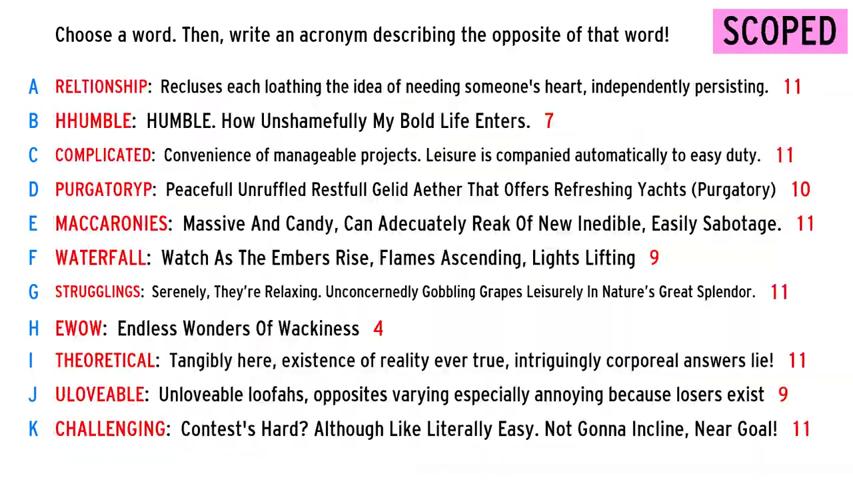 Choose a word. Then, write an acronym describing the opposite of that word! SCOPED
A RELTIONSHIP: Recluses each loathing the idea of needing someone's heart, independently persisting. 11
B HHUMBLE: HUMBLE. How Unshamefully My Bold Life Enters. 7
C COMPLICATED: Convenience of manageable projects. Leisure is companied automatically to easy duty. 11
D PURGATORYP: Peacefull Unruffled Restfull Gelid Aether That Offers Refreshing Yachts (Purgatory) 10
E MACCARONIES: Massive And Candy, Can Adecuately Reak Of New Inedible, Easily Sabotage. 11
F WATERFALL: Watch As The Embers Rise, Flames Ascending, Lights Lifting 9
G STRUGGLINGS: Serenely, They're Relaxing. Unconcernedly Gobbling Grapes Leisurely In Nature's Great Splendor. 11
H EWOW: Endless Wonders Of Wackiness 4
I THEORETICAL: Tangibly here, existence of reality ever true, intriguingly corporeal answers lie! 11
J ULOVEABLE: Unloveable loofahs, opposites varying especially annoying because losers exist 9
K CHALLENGING: Contest's Hard? Although Like Literally Easy. Not Gonna Incline, Near Goal! 11